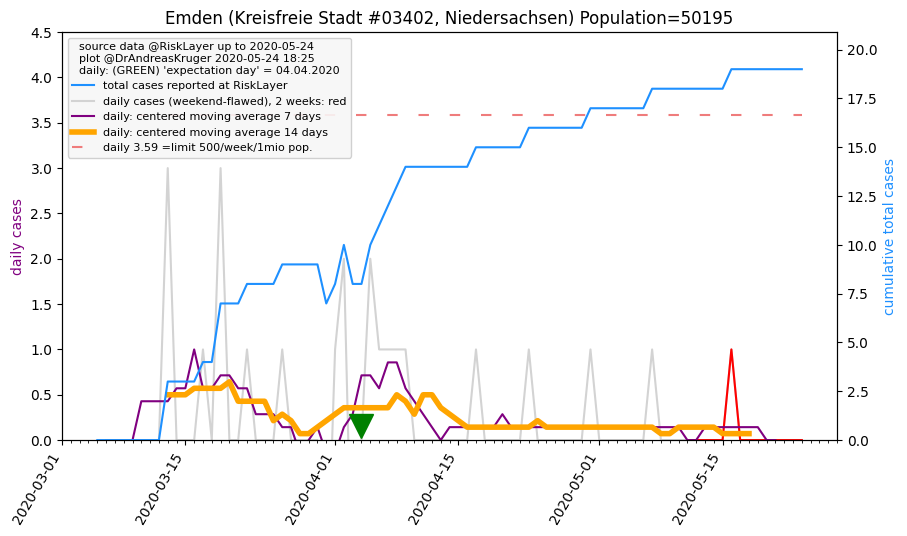 Emden (Kreisfreie Stadt #03402, Niedersachsen) Population=50195
source data @RiskLayer up to 2020-05-24
plot @DrAndreasKruger 2020-05-24 18:25
daily: (GREEN) 'expectation day' = 04.04.2020
total cases reported at RiskLayer
daily cases (weekend-flawed), 2 weeks: red
daily: centered moving average 7 days
daily: centered moving average 14 days
daily 3.59 =limit 500/week/1mio pop.
daily cases
4.5
4.0
3.5
3.0
2.5
2.0
1.5
1.0
0.5
0.0
cumulative total cases
20.0
17.5
15.0
12.5
10.0
7.5
5.0
2.5
0.0
2020-03-01
2020-03-15
2020-04-01
2020-04-15
2020-05-01
2020-05-15